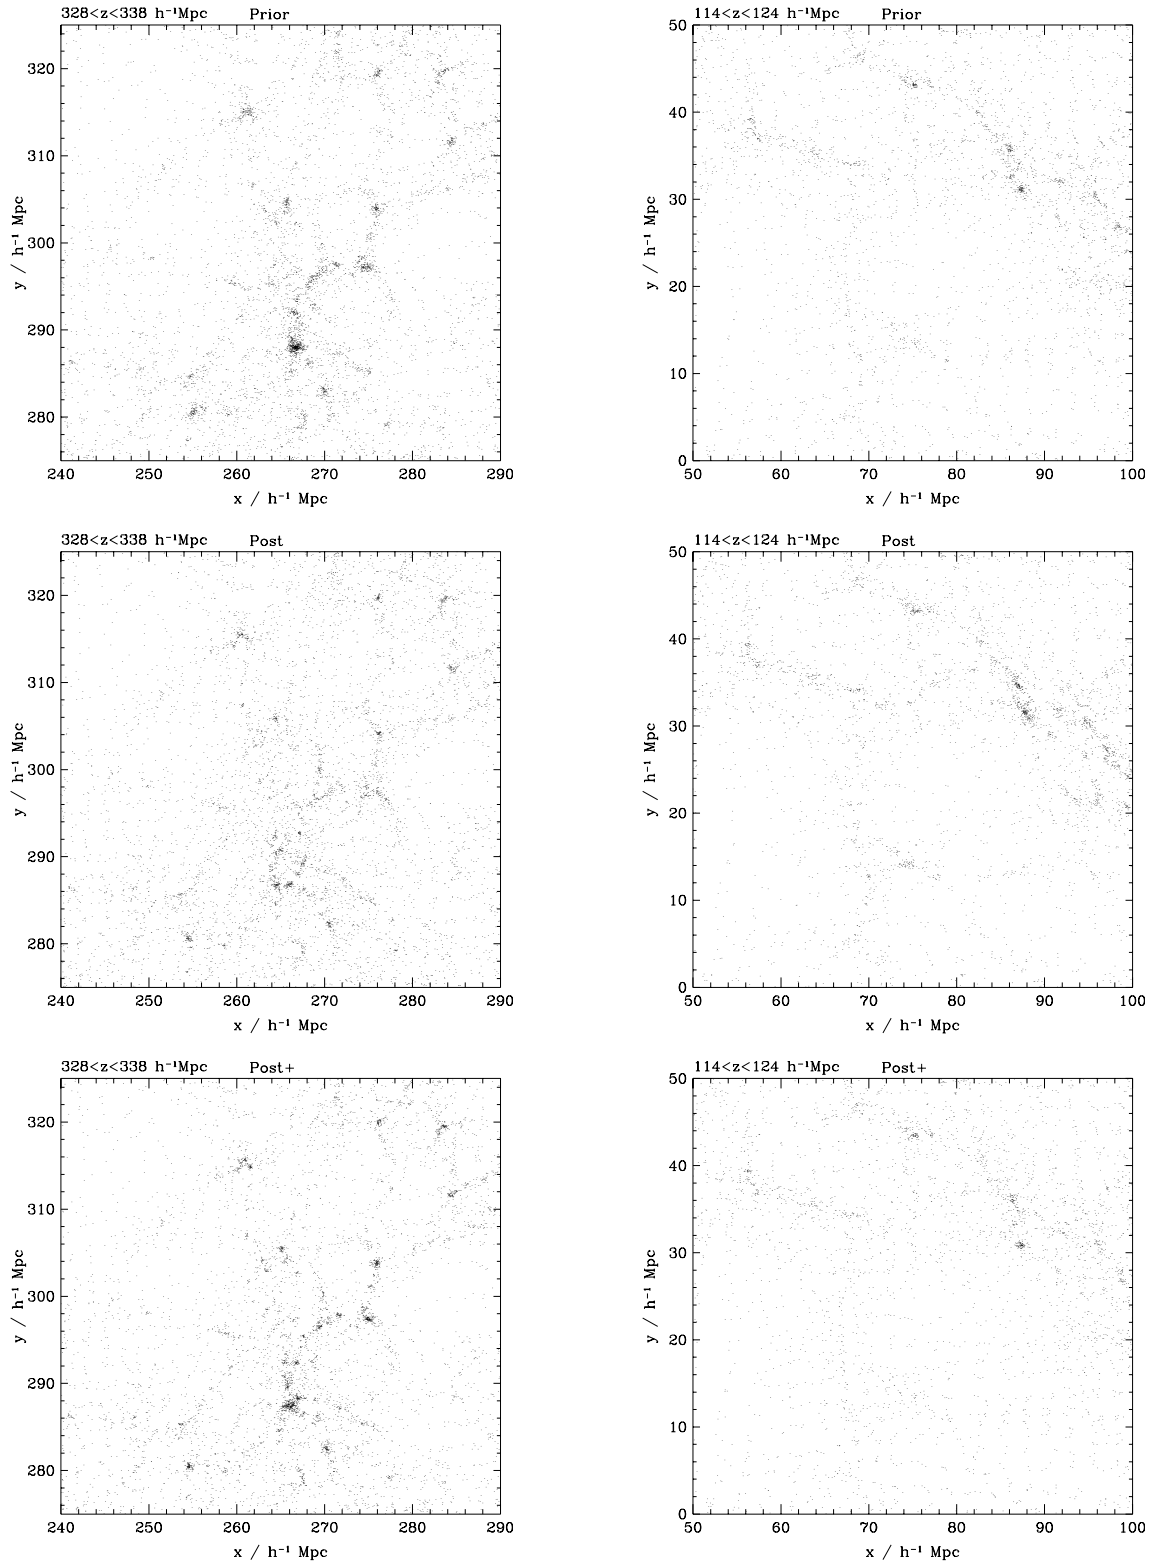 328<z<338 h⁻¹Mpc Prior
320
310
300
290
280
y / h⁻¹ Mpc
240 250 260 270 280 290
x / h⁻¹ Mpc
114<z<124 h⁻¹Mpc Prior
50
40
30
20
10
0
y / h⁻¹ Mpc
50 60 70 80 90 100
x / h⁻¹ Mpc
328<z<338 h⁻¹Mpc Post
320
310
300
290
280
y / h⁻¹ Mpc
240 250 260 270 280 290
x / h⁻¹ Mpc
114<z<124 h⁻¹Mpc Post
50
40
30
20
10
0
y / h⁻¹ Mpc
50 60 70 80 90 100
x / h⁻¹ Mpc
328<z<338 h⁻¹Mpc Post+
320
310
300
290
280
y / h⁻¹ Mpc
240 250 260 270 280 290
x / h⁻¹ Mpc
114<z<124 h⁻¹Mpc Post+
50
40
30
20
10
0
y / h⁻¹ Mpc
50 60 70 80 90 100
x / h⁻¹ Mpc